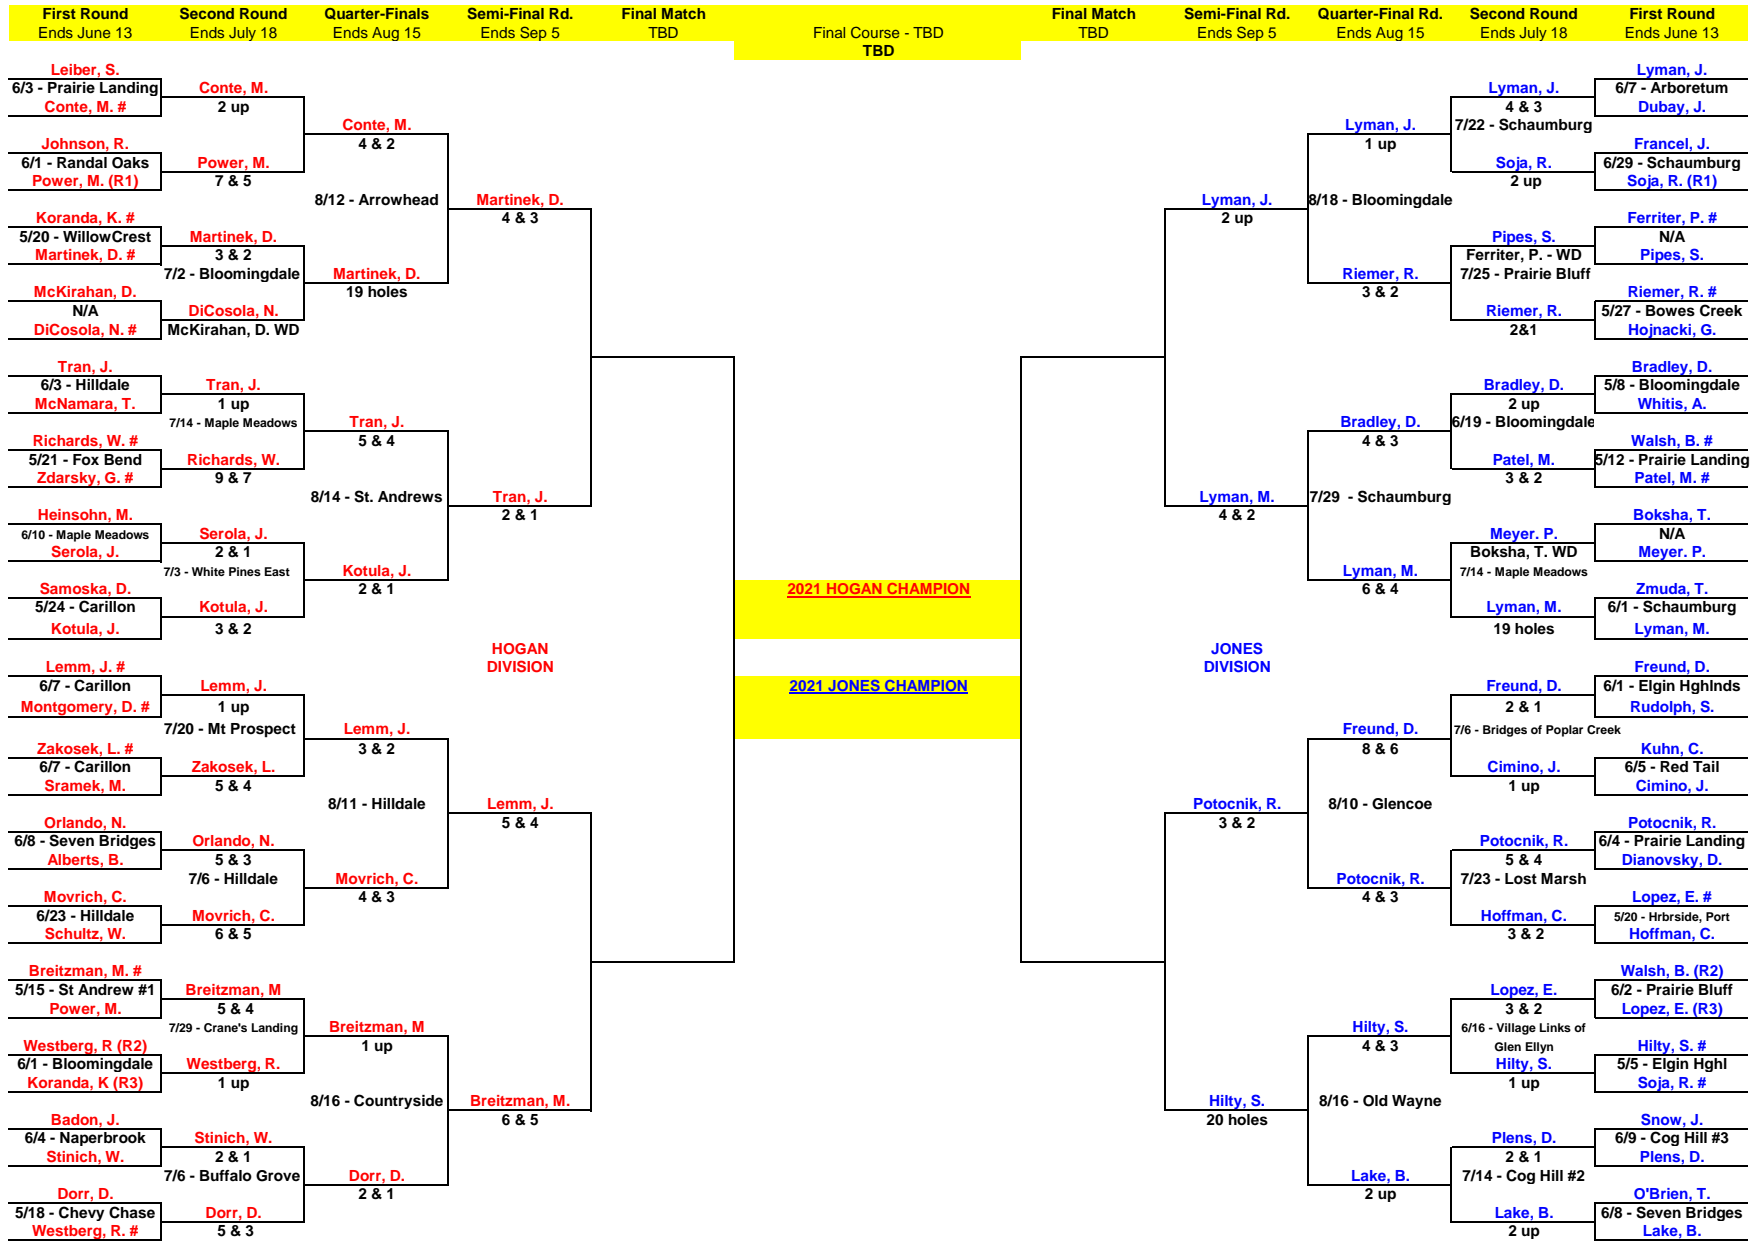 First Round
Ends June 13
Second Round
Ends July 18
Quarter-Finals
Ends Aug 15
Semi-Final Rd.
Ends Sep 5
Final Match
TBD
Final Course - TBD
TBD
Final Match
TBD
Semi-Final Rd.
Ends Sep 5
Quarter-Final Rd.
Ends Aug 15
Second Round
Ends July 18
First Round
Ends June 13
Leiber, S.
6/3 - Prairie Landing
Conte, M. #
Johnson, R.
6/1 - Randal Oaks
Power, M. (R1)
Koranda, K. #
5/20 - WillowCrest
Martinek, D. #
McKirahan, D.
N/A
DiCosola, N. #
Tran, J.
6/3 - Hilldale
McNamara, T.
Richards, W. #
5/21 - Fox Bend
Zdarsky, G. #
Heinsohn, M.
6/10 - Maple Meadows
Serola, J.
Samoska, D.
5/24 - Carillon
Kotula, J.
Lemm, J. #
6/7 - Carillon
Montgomery, D. #
Zakosek, L. #
6/7 - Carillon
Sramek, M.
Orlando, N.
6/8 - Seven Bridges
Alberts, B.
Movrich, C.
6/23 - Hilldale
Schultz, W.
Breitzman, M. #
5/15 - St Andrew #1
Power, M.
Westberg, R (R2)
6/1 - Bloomingdale
Koranda, K (R3)
Badon, J.
6/4 - Naperbrook
Stinich, W.
Dorr, D.
5/18 - Chevy Chase
Westberg, R. #
Conte, M.
2 up
Power, M.
7 & 5
Martinek, D.
3 & 2
7/2 - Bloomingdale
DiCosola, N.
McKirahan, D. WD
Tran, J.
1 up
7/14 - Maple Meadows
Richards, W.
9 & 7
Serola, J.
2 & 1
7/3 - White Pines East
Kotula, J.
3 & 2
Lemm, J.
1 up
7/20 - Mt Prospect
Zakosek, L.
5 & 4
Orlando, N.
5 & 3
7/6 - Hilldale
Movrich, C.
6 & 5
Breitzman, M
5 & 4
7/29 - Crane's Landing
Westberg, R.
1 up
Stinich, W.
2 & 1
7/6 - Buffalo Grove
Dorr, D.
5 & 3
Conte, M.
4 & 2
8/12 - Arrowhead
Martinek, D.
19 holes
Tran, J.
5 & 4
8/14 - St. Andrews
Kotula, J.
2 & 1
Lemm, J.
3 & 2
8/11 - Hilldale
Movrich, C.
4 & 3
Breitzman, M
1 up
8/16 - Countryside
Dorr, D.
2 & 1
Martinek, D.
4 & 3
Tran, J.
2 & 1
HOGAN
DIVISION
Lemm, J.
5 & 4
Breitzman, M.
6 & 5
2021 HOGAN CHAMPION
2021 JONES CHAMPION
Lyman, J.
2 up
Lyman, M.
4 & 2
JONES
DIVISION
Potocnik, R.
3 & 2
Hilty, S.
20 holes
Lyman, J.
1 up
8/18 - Bloomingdale
Riemer, R.
3 & 2
Bradley, D.
4 & 3
7/29 - Schaumburg
Lyman, M.
6 & 4
Freund, D.
8 & 6
8/10 - Glencoe
Potocnik, R.
4 & 3
Hilty, S.
4 & 3
8/16 - Old Wayne
Lake, B.
2 up
Lyman, J.
4 & 3
7/22 - Schaumburg
Soja, R.
2 up
Pipes, S.
Ferriter, P. - WD
7/25 - Prairie Bluff
Riemer, R.
2&1
Bradley, D.
2 up
6/19 - Bloomingdale
Patel, M.
3 & 2
Meyer. P.
Boksha, T. WD
7/14 - Maple Meadows
Lyman, M.
19 holes
Freund, D.
2 & 1
7/6 - Bridges of Poplar Creek
Cimino, J.
1 up
Potocnik, R.
5 & 4
7/23 - Lost Marsh
Hoffman, C.
3 & 2
Lopez, E.
3 & 2
6/16 - Village Links of
Glen Ellyn
Hilty, S.
1 up
Plens, D.
2 & 1
7/14 - Cog Hill #2
Lake, B.
2 up
Lyman, J.
6/7 - Arboretum
Dubay, J.
Francel, J.
6/29 - Schaumburg
Soja, R. (R1)
Ferriter, P. #
N/A
Pipes, S.
Riemer, R. #
5/27 - Bowes Creek
Hojnacki, G.
Bradley, D.
5/8 - Bloomingdale
Whitis, A.
Walsh, B. #
5/12 - Prairie Landing
Patel, M. #
Boksha, T.
N/A
Meyer. P.
Zmuda, T.
6/1 - Schaumburg
Lyman, M.
Freund, D.
6/1 - Elgin Hghlnds
Rudolph, S.
Kuhn, C.
6/5 - Red Tail
Cimino, J.
Potocnik, R.
6/4 - Prairie Landing
Dianovsky, D.
Lopez, E. #
5/20 - Hrbrside, Port
Hoffman, C.
Walsh, B. (R2)
6/2 - Prairie Bluff
Lopez, E. (R3)
Hilty, S. #
5/5 - Elgin Hghl
Soja, R. #
Snow, J.
6/9 - Cog Hill #3
Plens, D.
O'Brien, T.
6/8 - Seven Bridges
Lake, B.